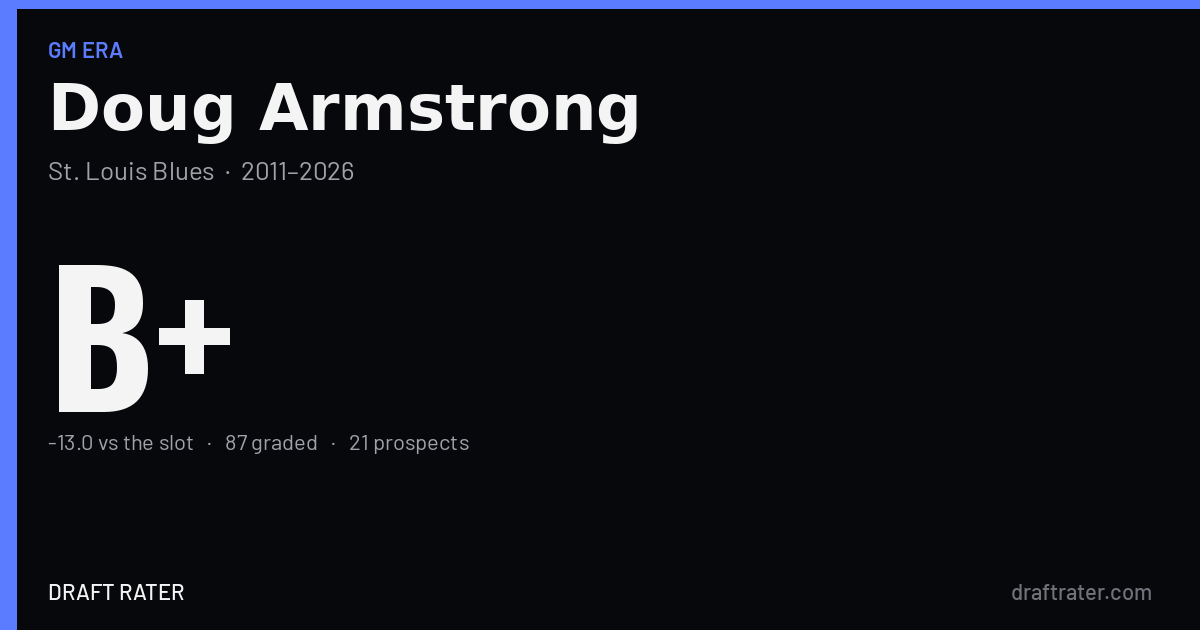 GM ERA
Doug Armstrong
St. Louis Blues · 2011–2026
B+
-13.0 vs the slot · 87 graded · 21 prospects
DRAFT RATER
draftrater.com